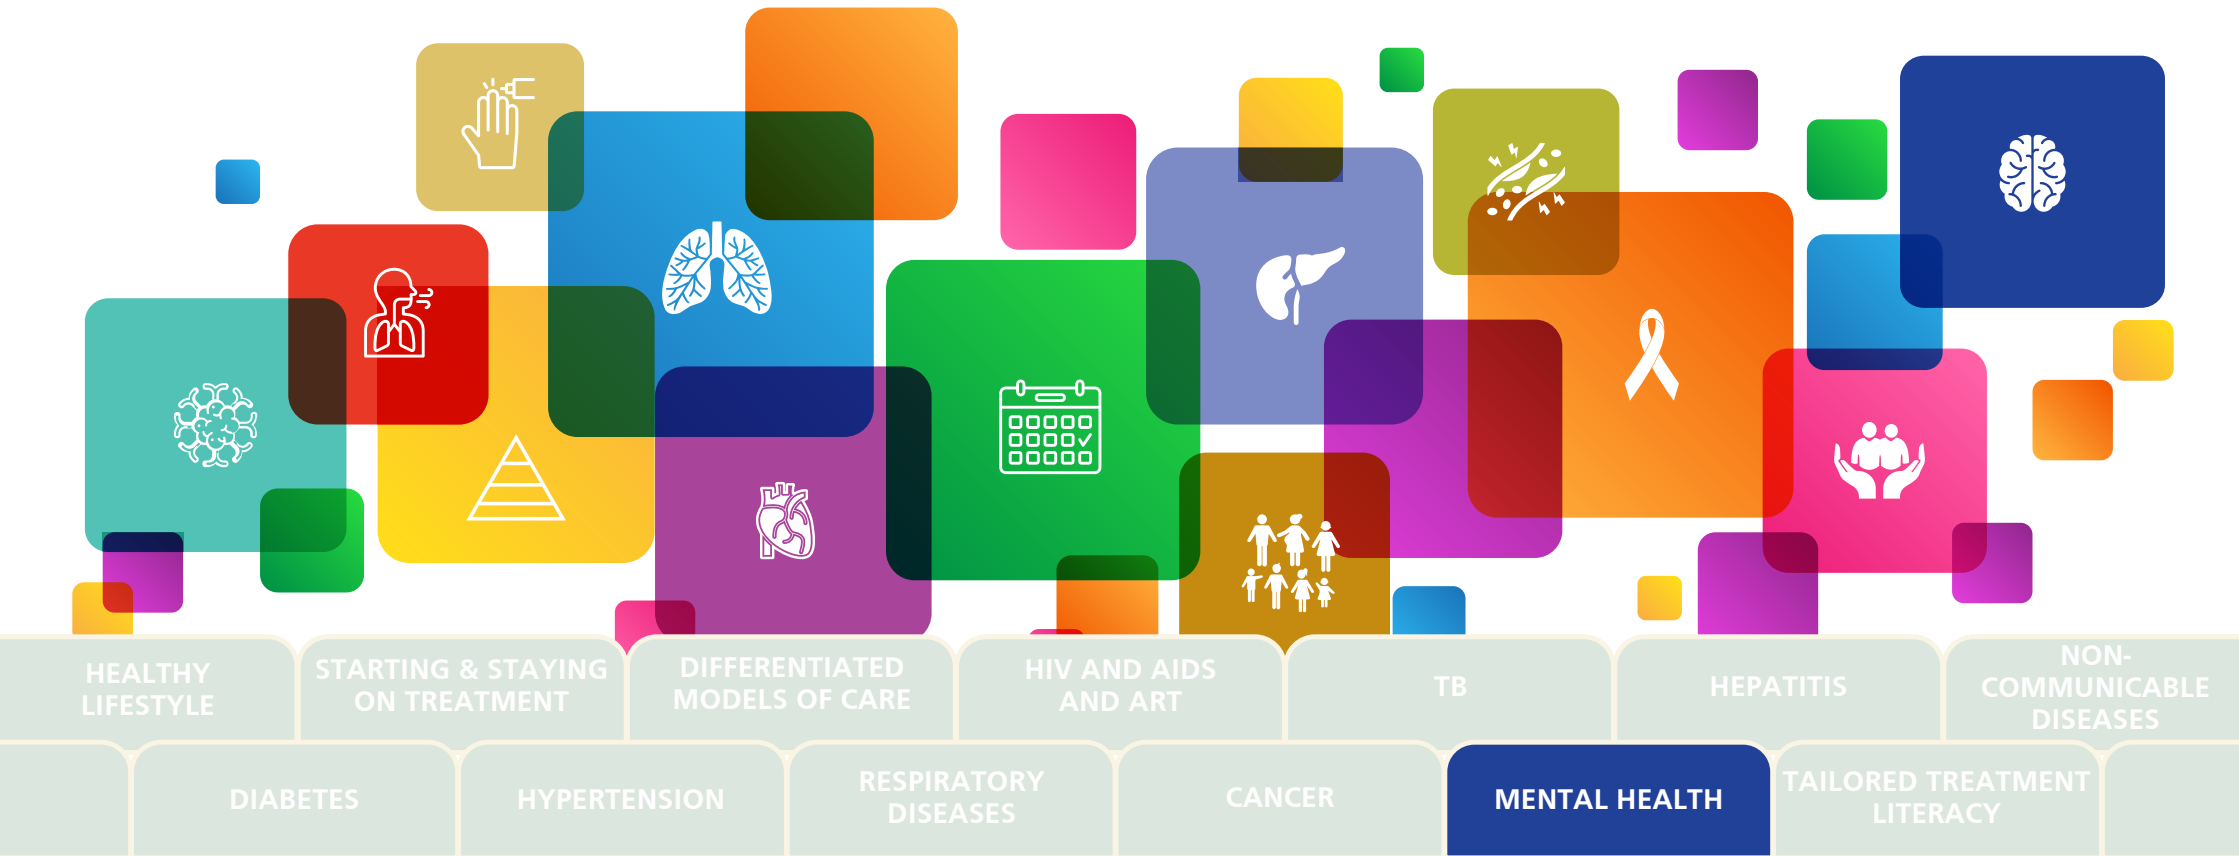 HEALTHY
LIFESTYLE
STARTING & STAYING
ON TREATMENT
DIFFERENTIATED
MODELS OF CARE
HIV AND AIDS
AND ART
TB
HEPATITIS
NON-
COMMUNICABLE
DISEASES
DIABETES
HYPERTENSION
RESPIRATORY
DISEASES
CANCER
MENTAL HEALTH
TAILORED TREATMENT
LITERACY